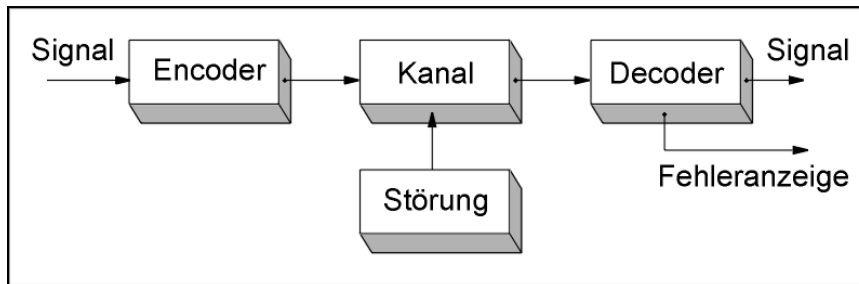 Signal
Encoder
Kanal
Decoder
Signal
Störung
Fehleranzeige